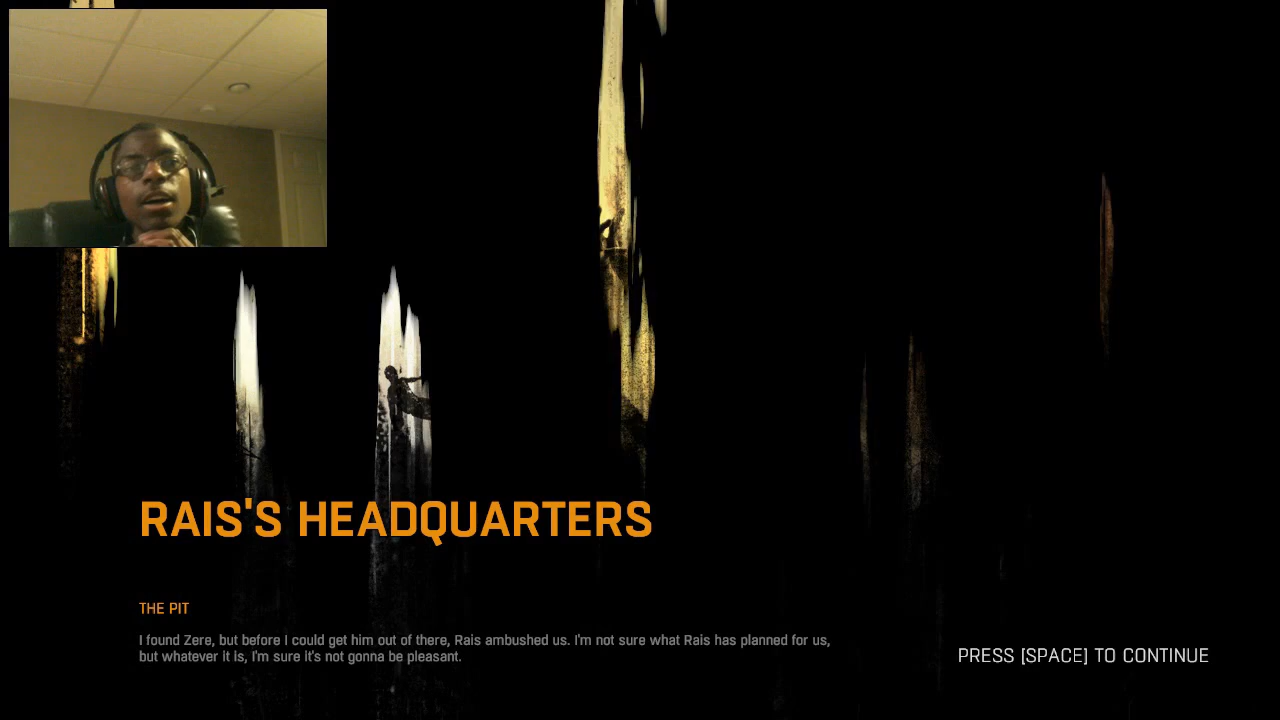 RAIS'S HEADQUARTERS
THE PIT
I found Zere, but before I could get him out of there, Rais ambushed us. I'm not sure what Rais has planned for us,
but whatever it is, I'm sure it's not gonna be pleasant.
PRESS [SPACE] TO CONTINUE